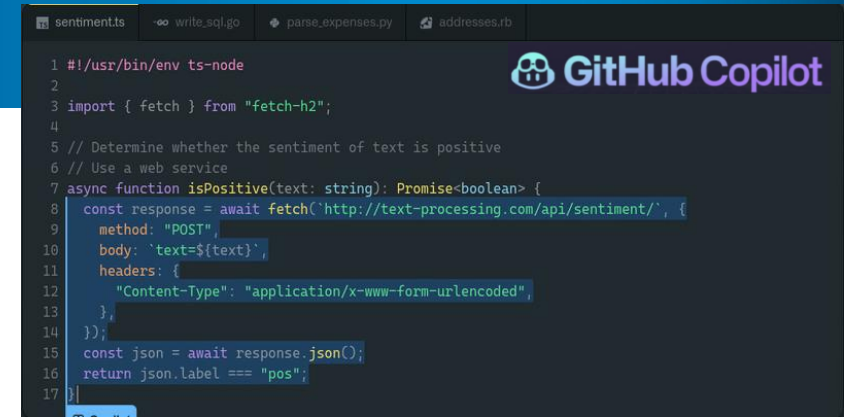 sentiment.ts write_sql.go parse_expenses.py addresses.rb
GitHub Copilot
1 #!/usr/bin/env ts-node
2
3 import { fetch } from "fetch-h2";
4
5 // Determine whether the sentiment of text is positive
6 // Use a web service
7 async function isPositive(text: string): Promise<boolean> {
8 const response = await fetch(`http://text-processing.com/api/sentiment/`, {
9 method: "POST",
10 body: `text=${text}`,
11 headers: {
12 "Content-Type": "application/x-www-form-urlencoded",
13 },
14 });
15 const json = await response.json();
16 return json.label === "pos";
17 }
Copilot